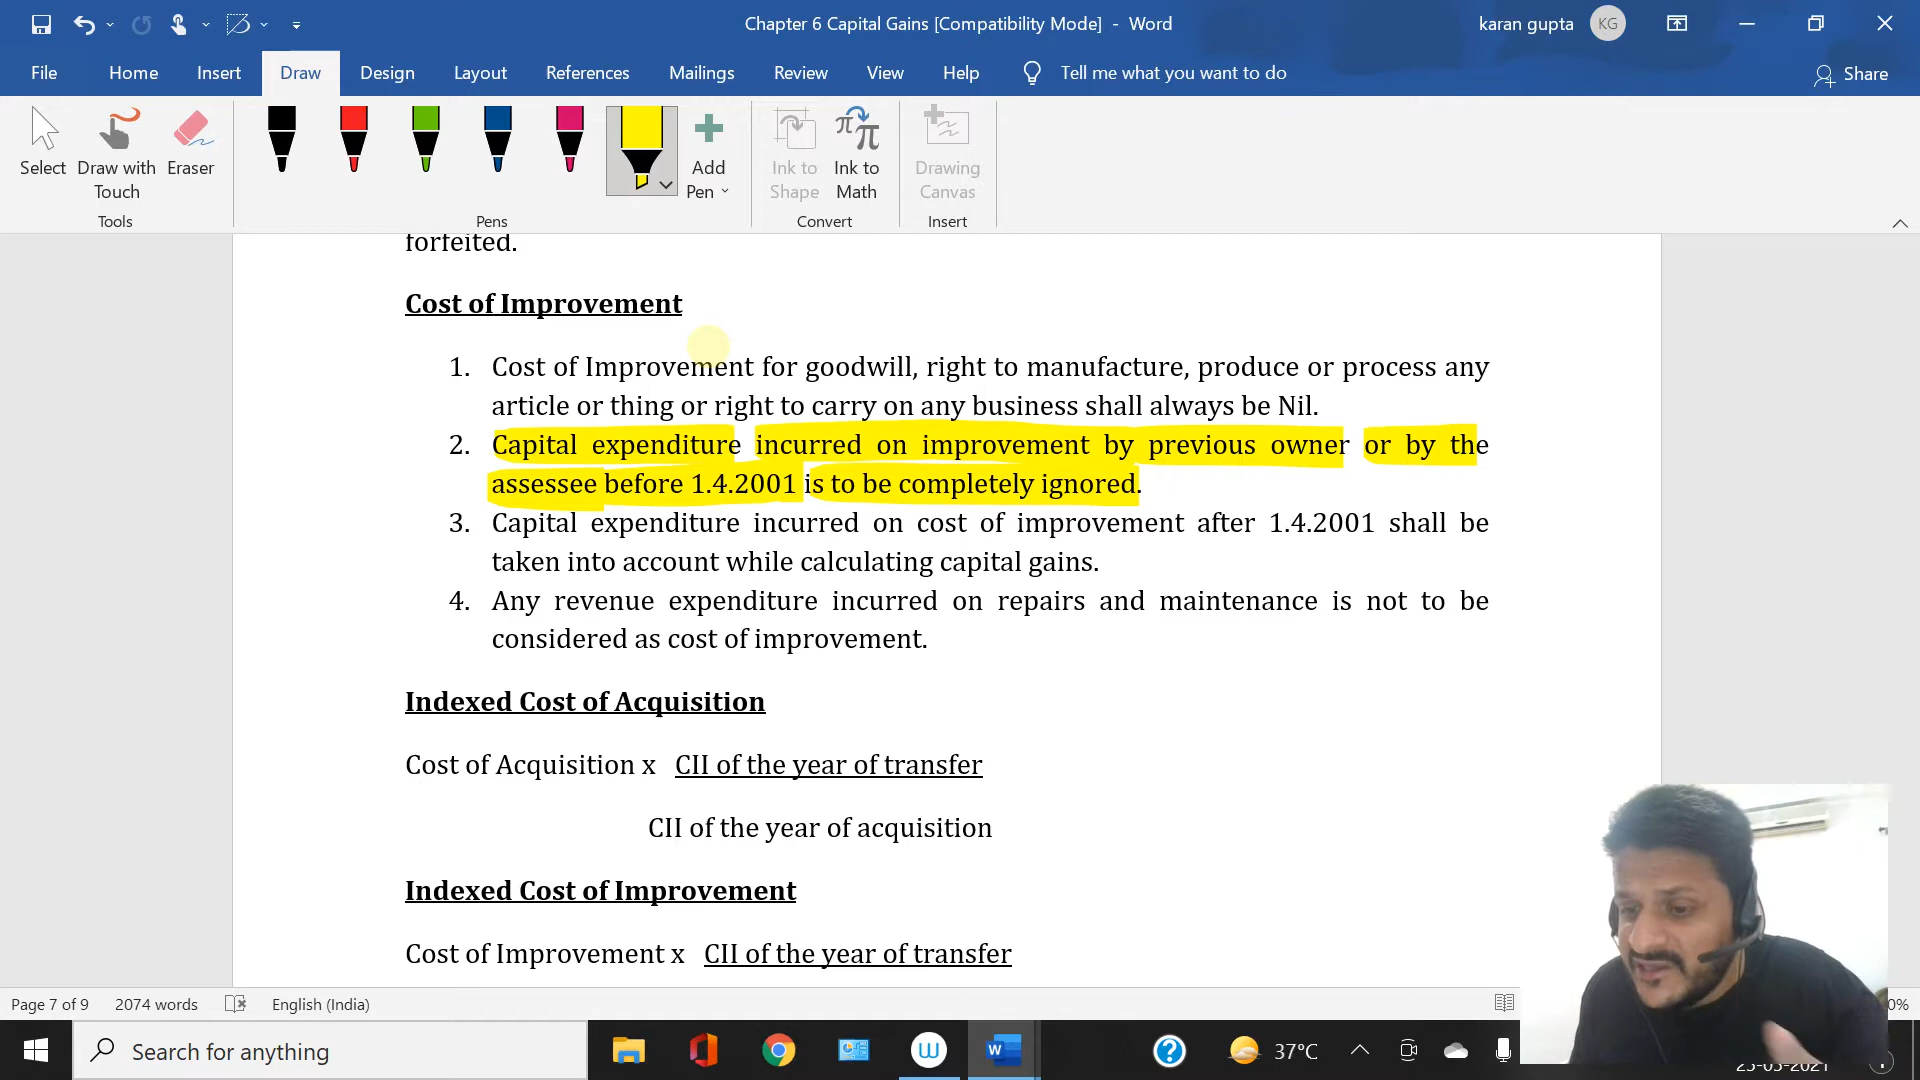 Chapter 6 Capital Gains [Compatibility Mode] - Word
karan gupta
KG
File Home Insert Draw Design Layout References Mailings Review View Help Tell me what you want to do Share
Select
Draw with Touch
Eraser
Add Pen
Ink to Shape
Ink to Math
Drawing Canvas
Tools Pens Convert Insert
forfeited.
Cost of Improvement
1. Cost of Improvement for goodwill, right to manufacture, produce or process any
article or thing or right to carry on any business shall always be Nil.
2. Capital expenditure incurred on improvement by previous owner or by the
assessee before 1.4.2001 is to be completely ignored.
3. Capital expenditure incurred on cost of improvement after 1.4.2001 shall be
taken into account while calculating capital gains.
4. Any revenue expenditure incurred on repairs and maintenance is not to be
considered as cost of improvement.
Indexed Cost of Acquisition
Cost of Acquisition x CII of the year of transfer
CII of the year of acquisition
Indexed Cost of Improvement
Cost of Improvement x CII of the year of transfer
Page 7 of 9 2074 words English (India)
Search for anything
37°C